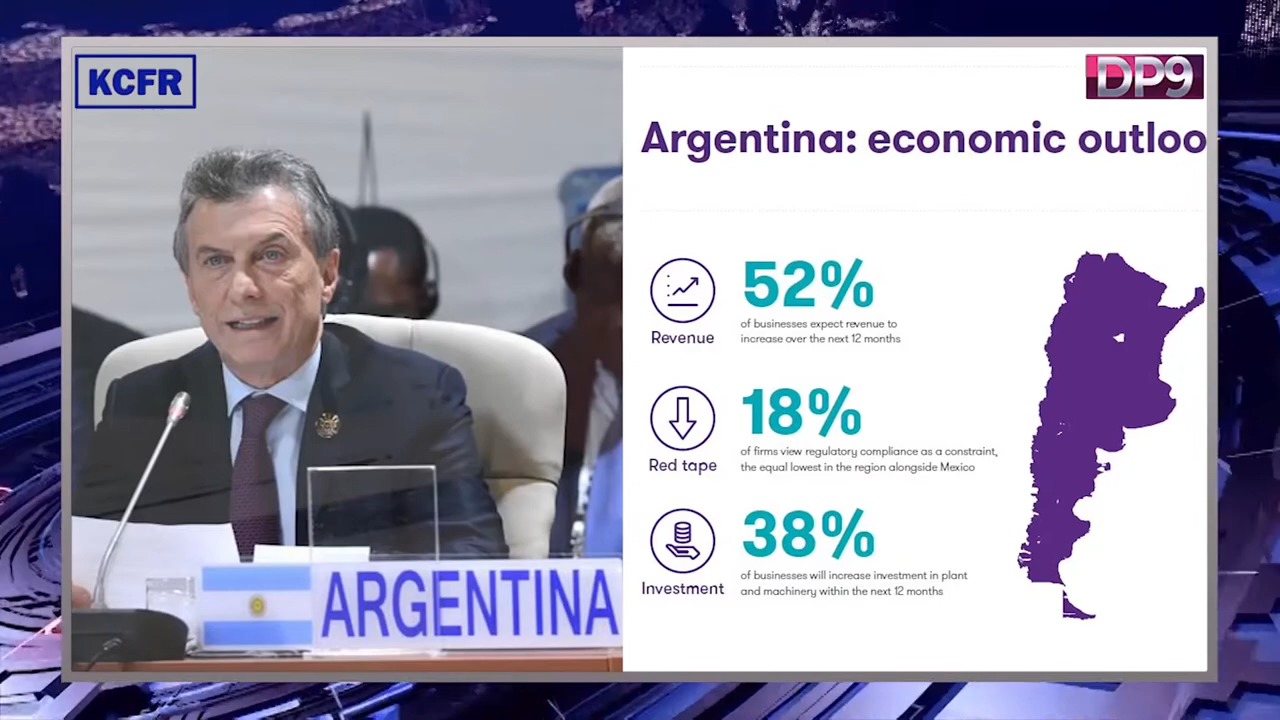 KCFR
DP9
Argentina: economic outloo
52%
Revenue
of businesses expect revenue to
increase over the next 12 months
18%
Red tape
of firms view regulatory compliance as a constraint,
the equal lowest in the region alongside Mexico
38%
Investment
of businesses will increase investment in plant
and machinery within the next 12 months
ARGENTINA